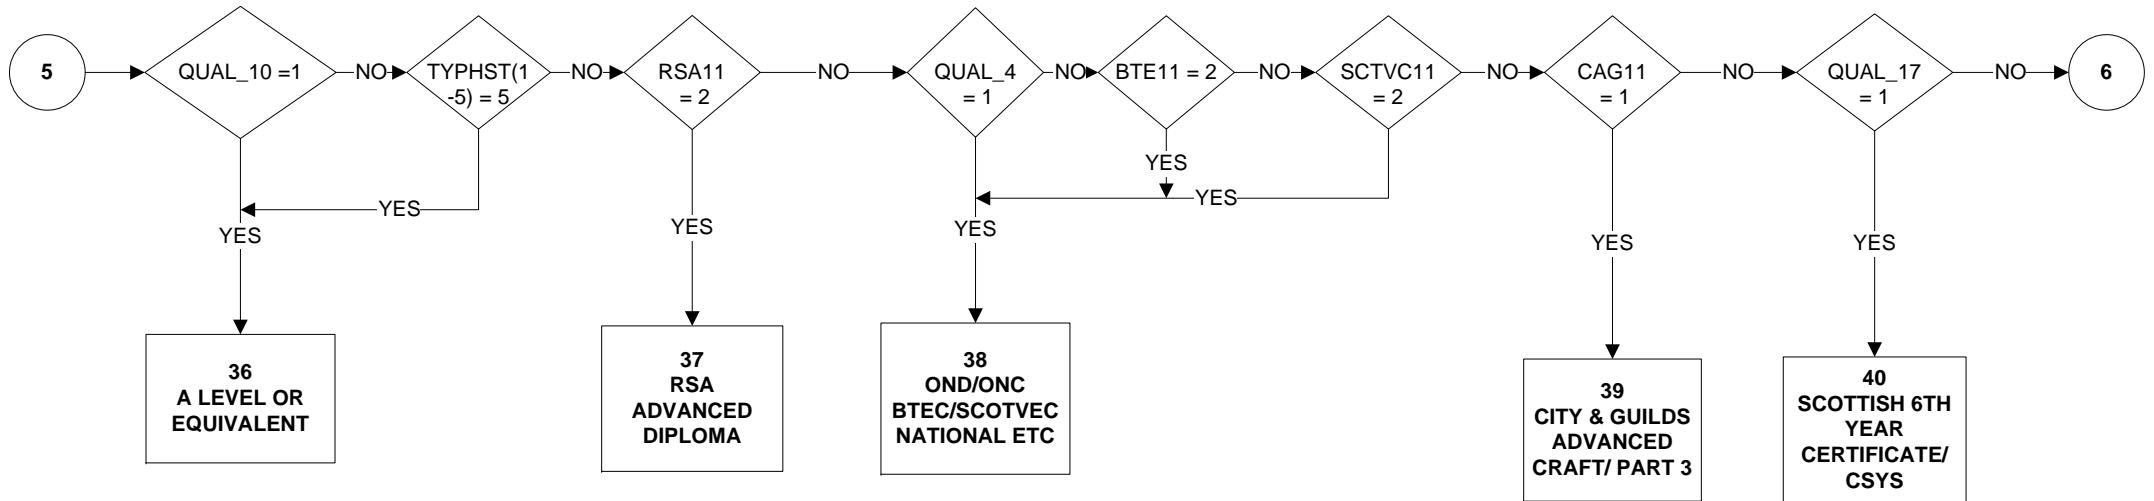 5
QUAL_10 =1
NO
TYPHST(1
-5) = 5
NO
RSA11
= 2
NO
QUAL_4
= 1
NO
BTE11 = 2
NO
SCTVC11
= 2
NO
CAG11
= 1
NO
QUAL_17
= 1
NO
6
YES
YES
YES
YES
YES
YES
YES
YES
36
A LEVEL OR
EQUIVALENT
37
RSA
ADVANCED
DIPLOMA
38
OND/ONC
BTEC/SCOTVEC
NATIONAL ETC
39
CITY & GUILDS
ADVANCED
CRAFT/ PART 3
40
SCOTTISH 6TH
YEAR
CERTIFICATE/
CSYS